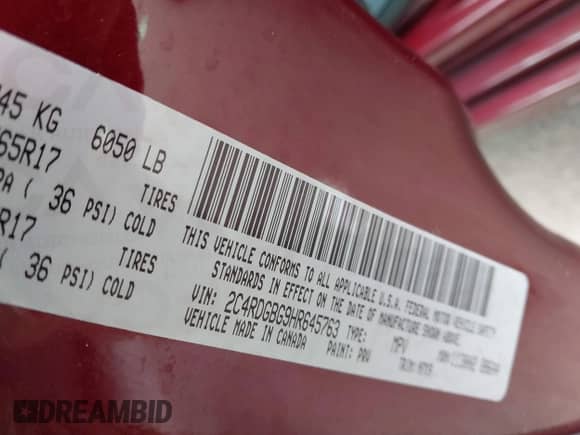 45 KG 6050 LB
65R17 TIRES
PA ( 36 PSI) COLD
R17 TIRES
( 36 PSI) COLD
THIS VEHICLE CONFORMS TO ALL APPLICABLE U.S.A. FEDERAL MOTOR VEHICLE SAFETY
STANDARDS IN EFFECT ON THE DATE OF MANUFACTURE SHOWN ABOVE.
VIN: 2C4RDGBG9HR845763 TYPE: MPV
VEHICLE MADE IN CANADA PAINT: PRV
DREAMBID